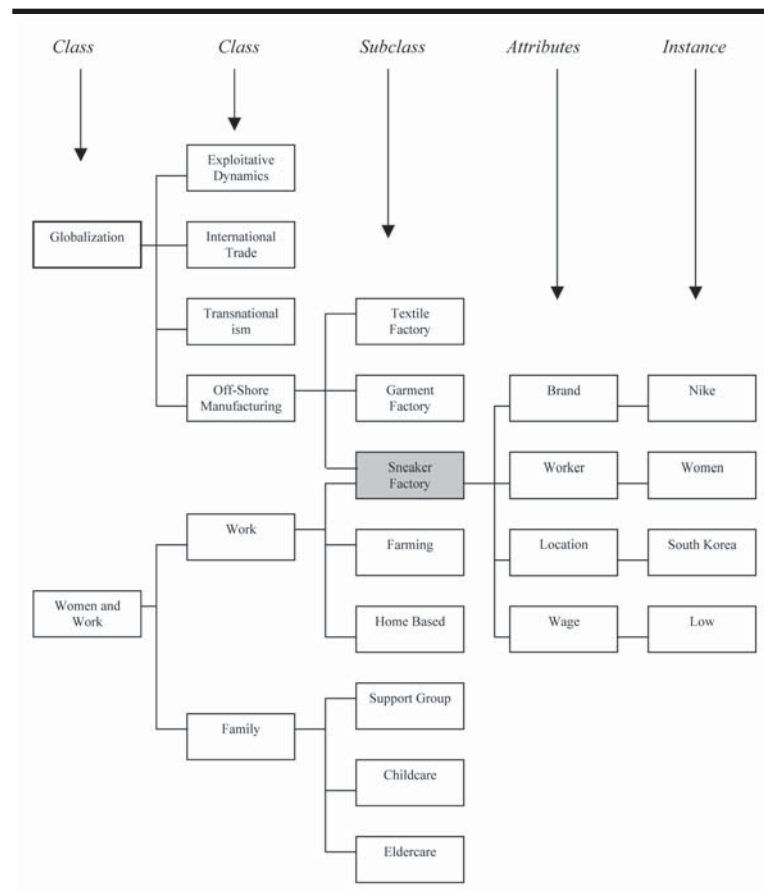 Class
Class
Subclass
Attributes
Instance
Exploitative
Dynamics
Globalization
International
Trade
Transnational
ism
Textile
Factory
Off-Shore
Manufacturing
Garment
Factory
Brand
Nike
Sneaker
Factory
Worker
Women
Work
Farming
Location
South Korea
Women and
Work
Home Based
Wage
Low
Family
Support Group
Childcare
Eldercare